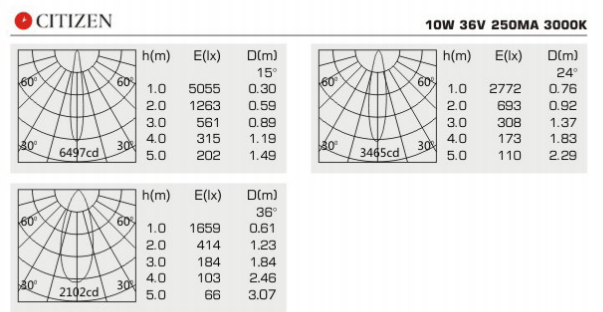 CITIZEN
10W 36V 250MA 3000K
h(m) E(lx) D(m)
15°
1.0 5055 0.30
2.0 1263 0.59
3.0 561 0.89
4.0 315 1.19
5.0 202 1.49
60° 60°
30° 30°
6497cd
h(m) E(lx) D(m)
24°
1.0 2772 0.76
2.0 693 0.92
3.0 308 1.37
4.0 173 1.83
5.0 110 2.29
60° 60°
30° 30°
3465cd
h(m) E(lx) D(m)
36°
1.0 1659 0.61
2.0 414 1.23
3.0 184 1.84
4.0 103 2.46
5.0 66 3.07
60° 60°
30° 30°
2102cd